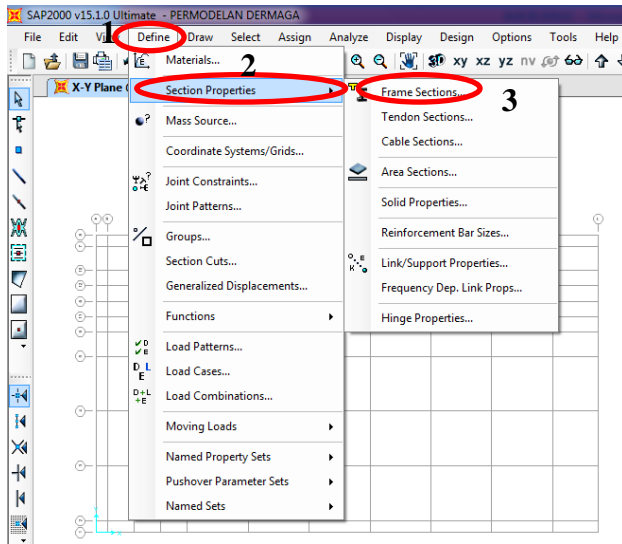 SAP2000 v15.1.0 Ultimate - PERMODELAN DERMAGA
File Edit View Define Draw Select Assign Analyze Display Design Options Tools Help
1
xy xz yz nv
X-Y Plane
Materials...
2
Section Properties
Mass Source...
Coordinate Systems/Grids...
Joint Constraints...
Joint Patterns...
Groups...
Section Cuts...
Generalized Displacements...
Functions
Load Patterns...
Load Cases...
Load Combinations...
Moving Loads
Named Property Sets
Pushover Parameter Sets
Named Sets
Frame Sections...
3
Tendon Sections...
Cable Sections...
Area Sections...
Solid Properties...
Reinforcement Bar Sizes...
Link/Support Properties...
Frequency Dep. Link Props...
Hinge Properties...